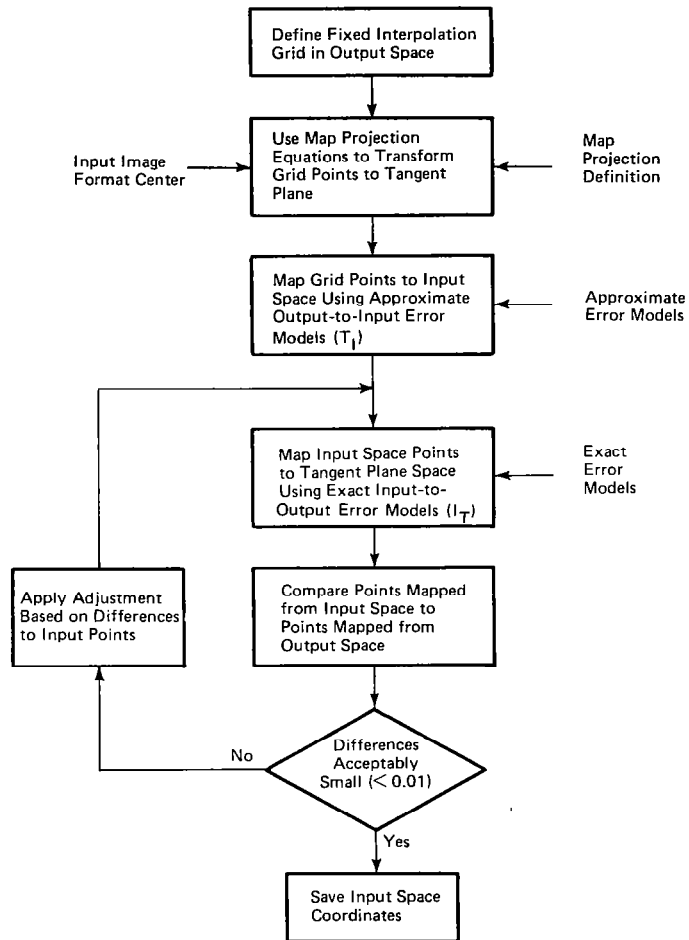 Define Fixed Interpolation
Grid in Output Space
Use Map Projection
Equations to Transform
Grid Points to Tangent
Plane
Input Image
Format Center
Map
Projection
Definition
Map Grid Points to Input
Space Using Approximate
Output-to-Input Error
Models (T_I)
Approximate
Error Models
Map Input Space Points
to Tangent Plane Space
Using Exact Input-to-
Output Error Models (I_T)
Exact
Error
Models
Apply Adjustment
Based on Differences
to Input Points
Compare Points Mapped
from Input Space to
Points Mapped from
Output Space
Differences
Acceptably
Small (< 0.01)
No
Yes
Save Input Space
Coordinates